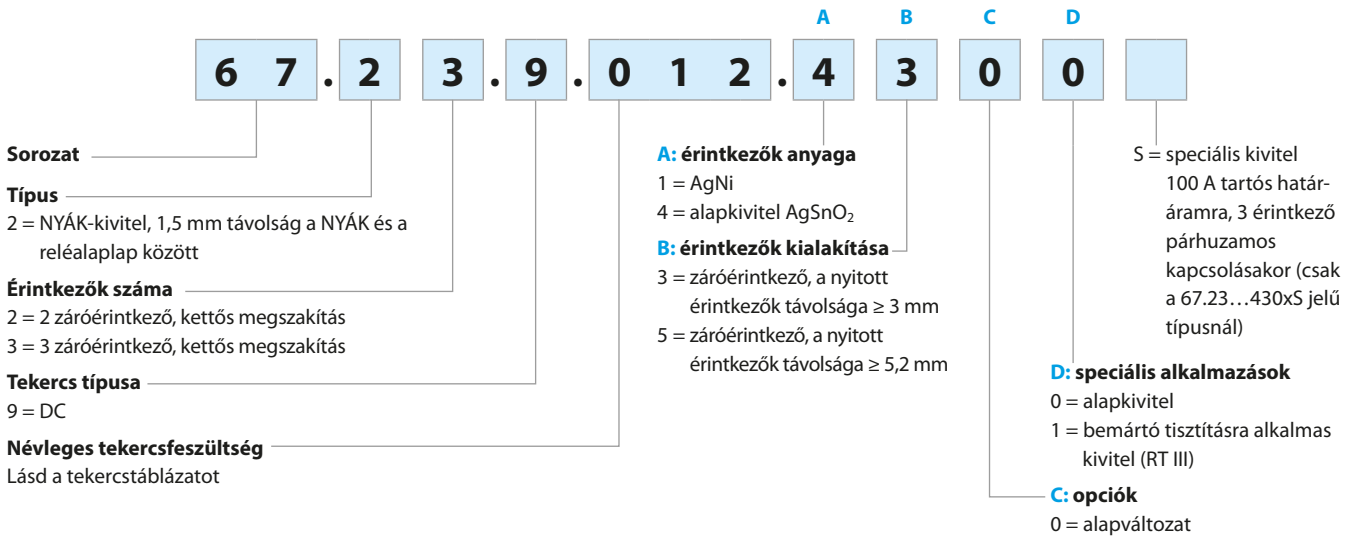 A B C D
6 7 . 2 3 . 9 . 0 1 2 . 4 3 0 0
Sorozat
Típus
2 = NYÁK-kivitel, 1,5 mm távolság a NYÁK és a
reléalaplap között
Érintkezők száma
2 = 2 záróérintkező, kettős megszakítás
3 = 3 záróérintkező, kettős megszakítás
Tekercs típusa
9 = DC
Névleges tekercsfeszültség
Lásd a tekercstáblázatot
A: érintkezők anyaga
1 = AgNi
4 = alapkivitel AgSnO₂
B: érintkezők kialakítása
3 = záróérintkező, a nyitott
érintkezők távolsága ≥ 3 mm
5 = záróérintkező, a nyitott
érintkezők távolsága ≥ 5,2 mm
S = speciális kivitel
100 A tartós határ-
áramra, 3 érintkező
párhuzamos
kapcsolásakor (csak
a 67.23…430xS jelű
típusnál)
D: speciális alkalmazások
0 = alapkivitel
1 = bemártó tisztításra alkalmas
kivitel (RT III)
C: opciók
0 = alapváltozat